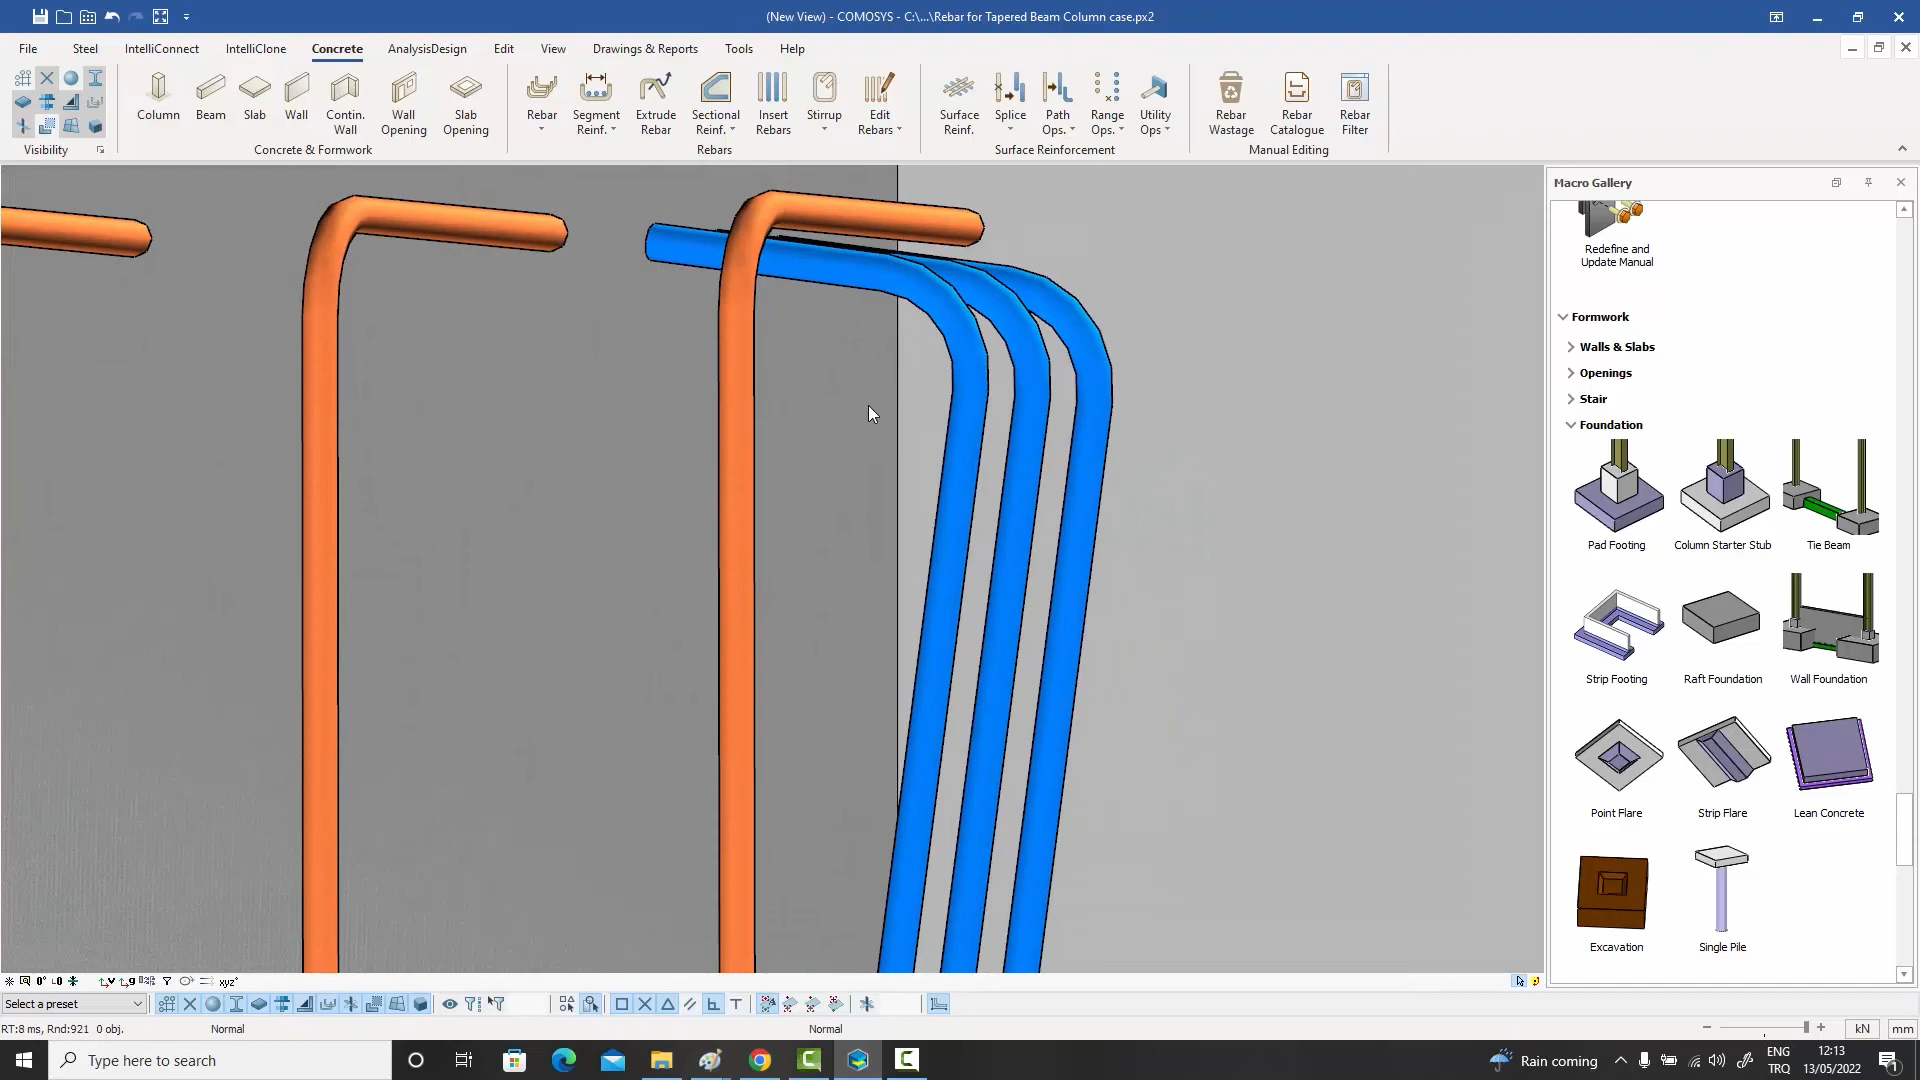 (New View) - COMOSYS - C:\...\Rebar for Tapered Beam Column case.px2
File Steel IntelliConnect IntelliClone Concrete AnalysisDesign Edit View Drawings & Reports Tools Help
Column Beam Slab Wall Contin. Wall Wall Opening Slab Opening
Rebar Segment Reinf. Extrude Rebar Sectional Reinf. Insert Rebars Stirrup Edit Rebars
Surface Reinf. Splice Path Ops. Range Ops. Utility Ops
Rebar Wastage Rebar Catalogue Rebar Filter
Visibility Concrete & Formwork Rebars Surface Reinforcement Manual Editing
Macro Gallery
Redefine and
Update Manual
Formwork
Walls & Slabs
Openings
Stair
Foundation
Pad Footing Column Starter Stub Tie Beam
Strip Footing Raft Foundation Wall Foundation
Point Flare Strip Flare Lean Concrete
Excavation Single Pile
xyz
Select a preset
RT:8 ms, Rnd:921 0 obj. Normal Normal kN mm
Type here to search
Rain coming
ENG
TRQ
12:13
13/05/2022
1